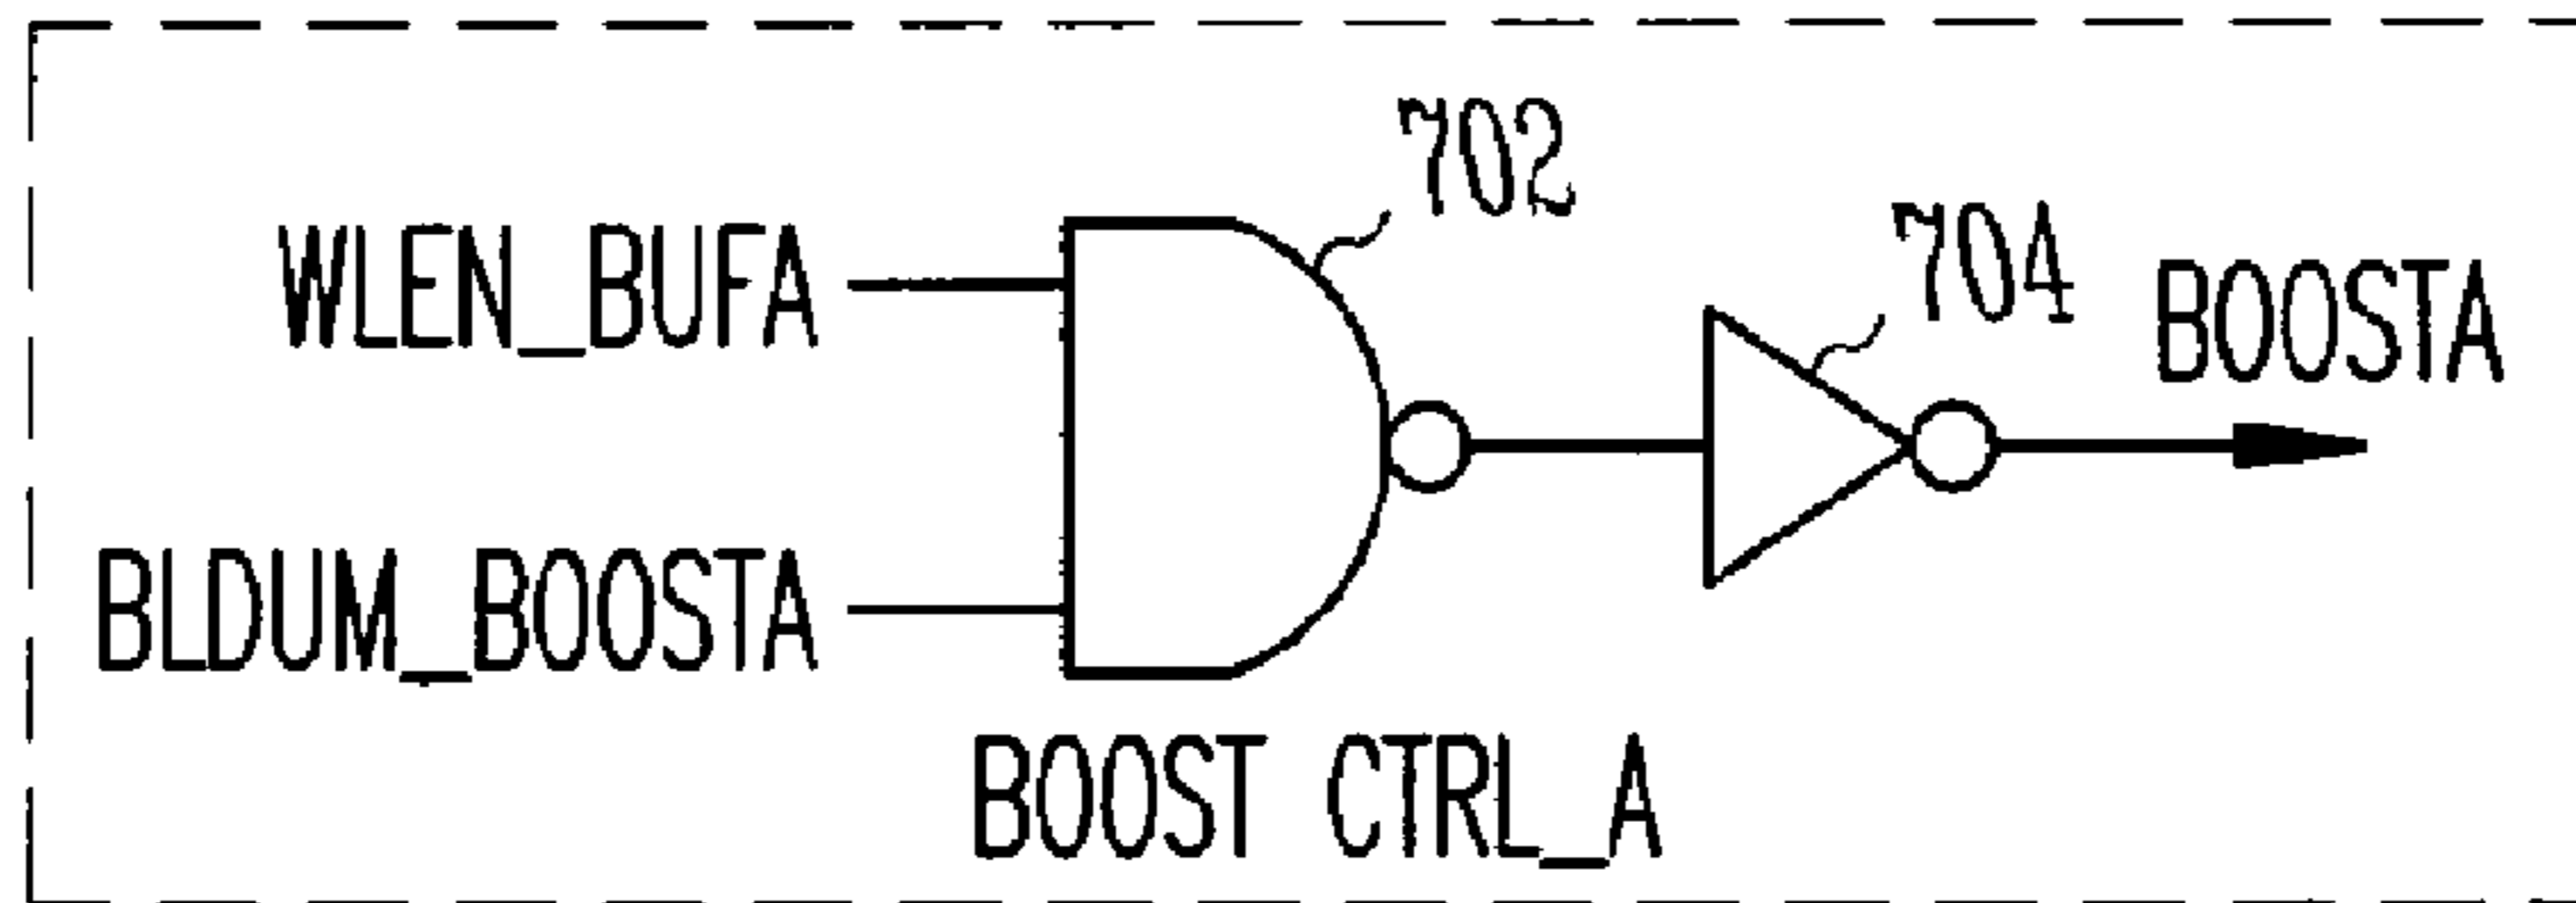 702
WLEN_BUFA
704
BOOSTA
BLDUM_BOOSTA
BOOST CTRL_A